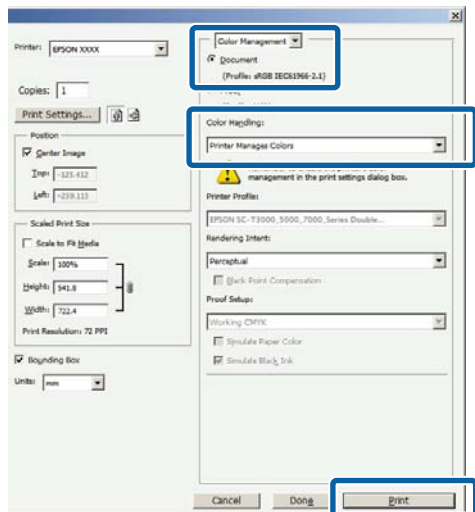 Printer: EPSON XXXX
Copies: 1
Print Settings...
Position
Center Image
Top: -125.412
Left: -259.113
Scaled Print Size
Scale to Fit Media
Scale: 100%
Height: 541.8
Width: 722.4
Print Resolution: 72 PPI
Bounding Box
Units: mm
Color Management
Document
(Profile: sRGB IEC61966-2.1)
Color Handling:
Printer Manages Colors
management in the print settings dialog box.
Printer Profile:
EPSON SC-T3000_5000_7000_Series Double...
Rendering Intent:
Perceptual
Black Point Compensation
Proof Setup:
Working CMYK
Simulate Paper Color
Simulate Black Ink
Cancel
Done
Print